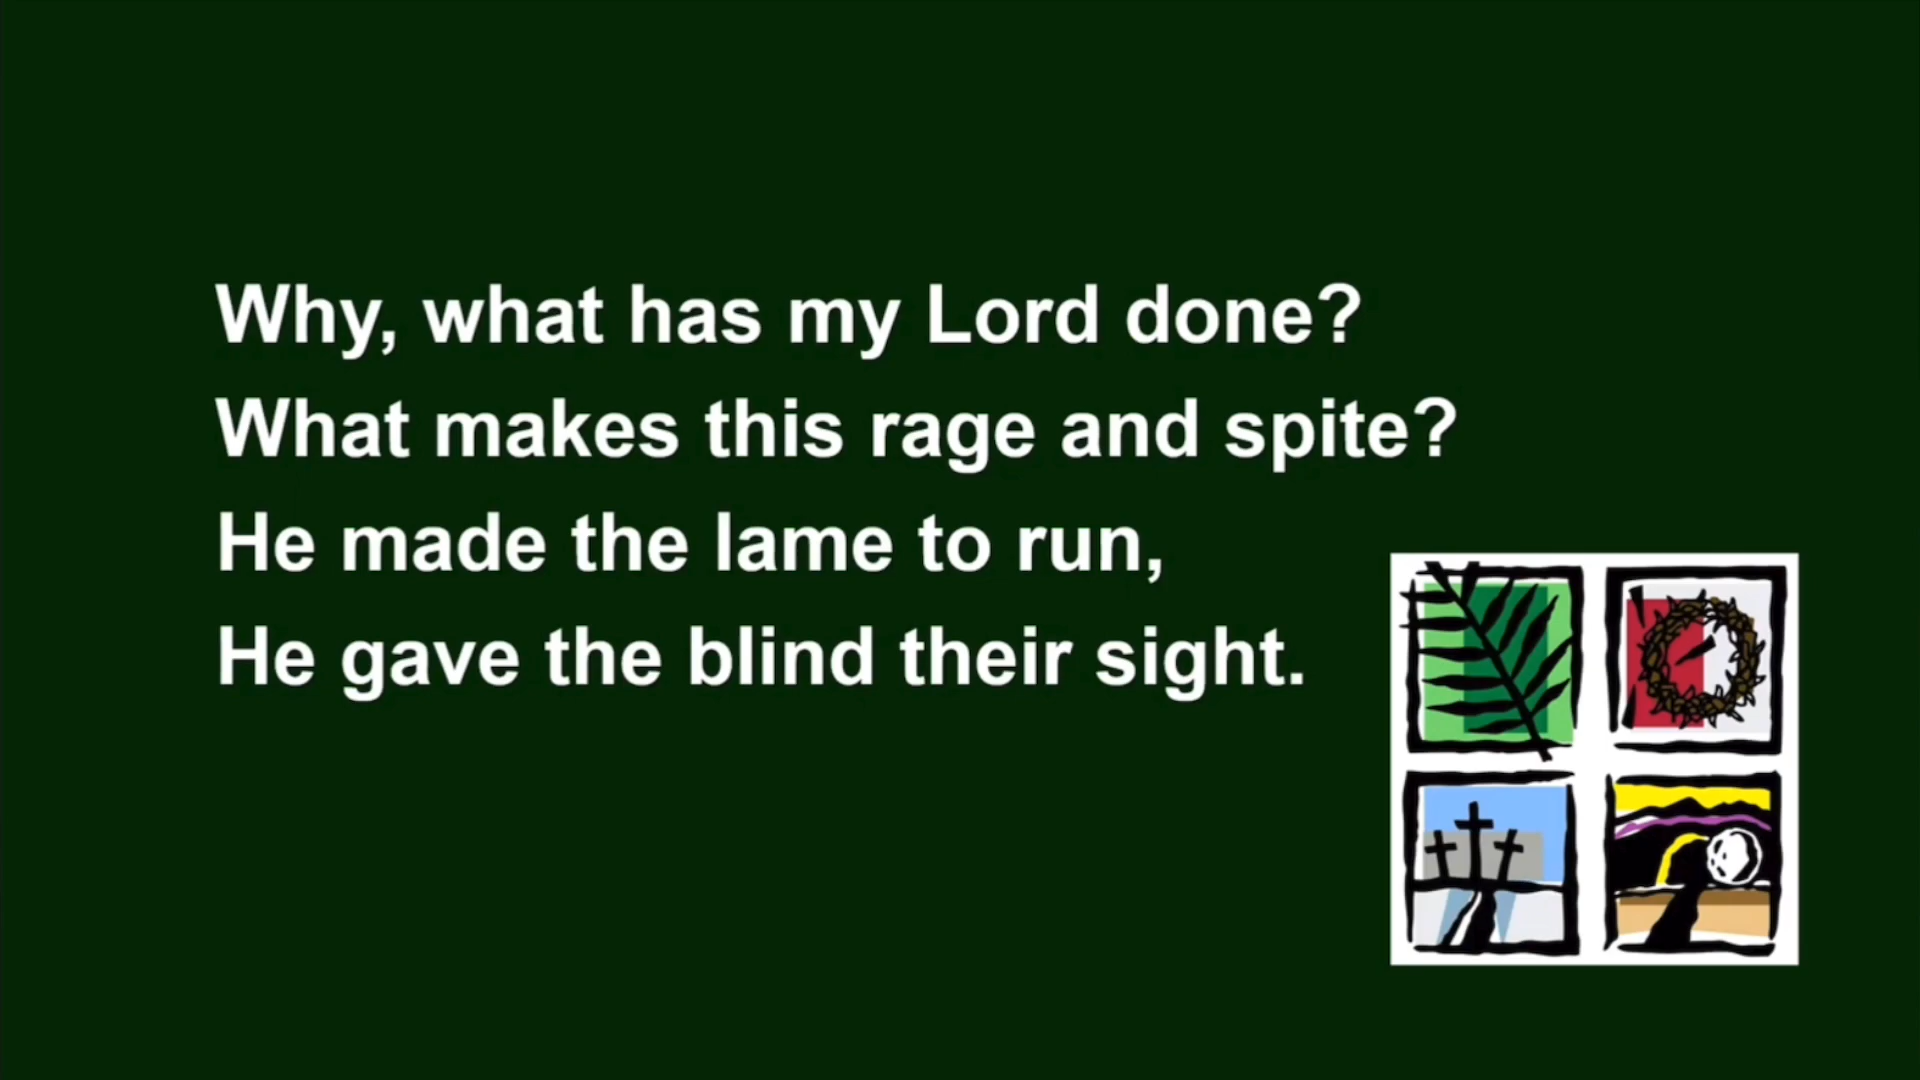 Why, what has my Lord done?
What makes this rage and spite?
He made the lame to run,
He gave the blind their sight.